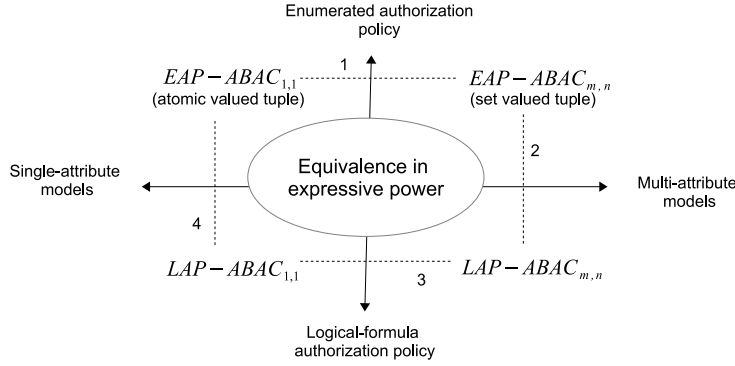 Enumerated authorization
policy
1
EAP – ABAC1,1
(atomic valued tuple)
EAP – ABACm,n
(set valued tuple)
2
Single-attribute
models
Equivalence in
expressive power
Multi-attribute
models
4
LAP – ABAC1,1
3
LAP – ABACm,n
Logical-formula
authorization policy